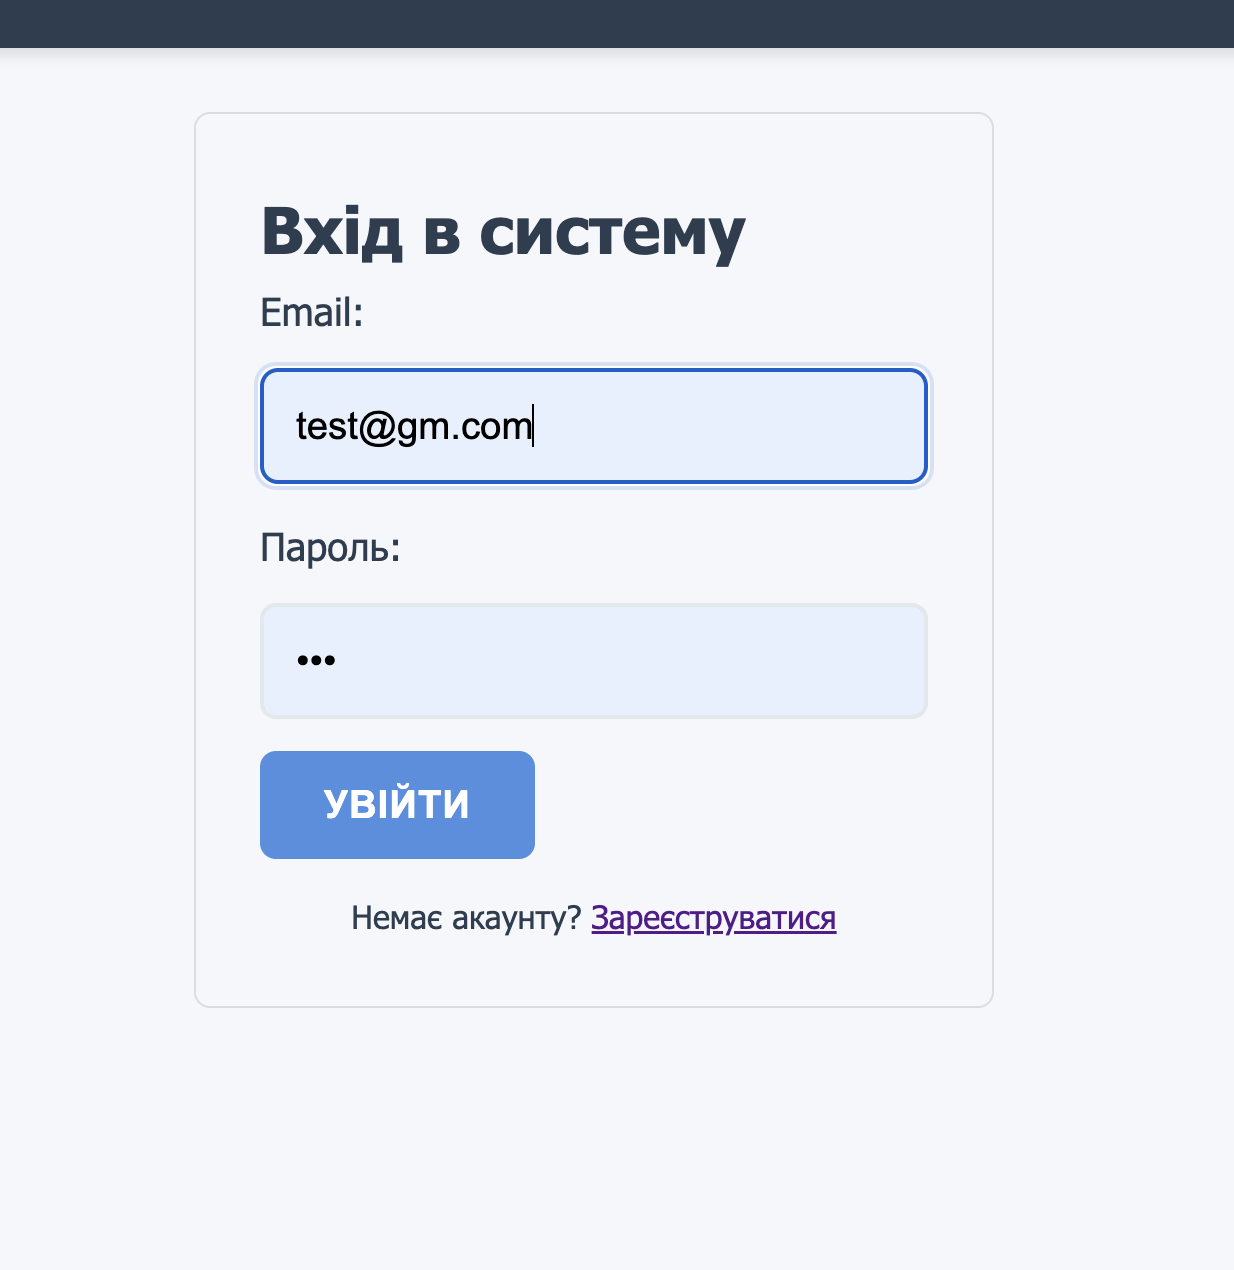 Вхід в систему
Email:
test@gm.com
Пароль:
•••
УВІЙТИ
Немає акаунту? Зареєструватися